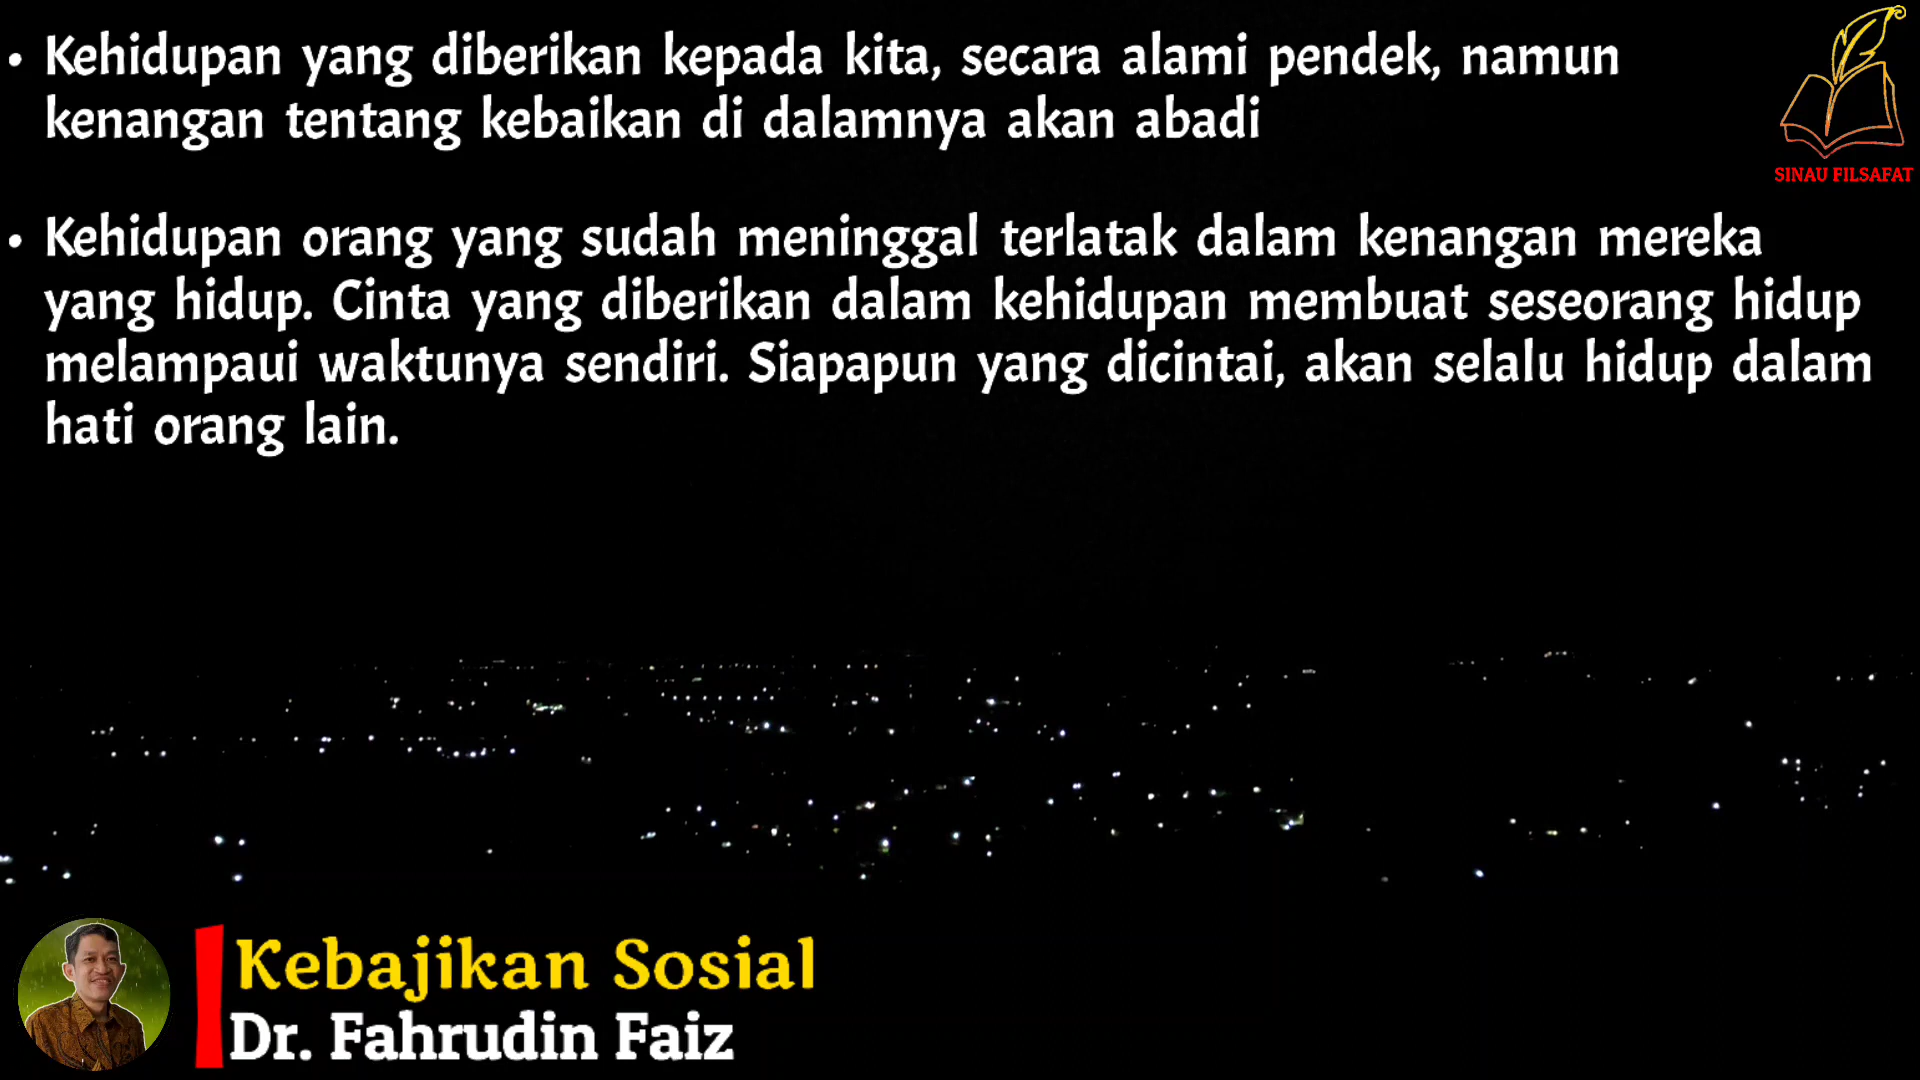 • Kehidupan yang diberikan kepada kita, secara alami pendek, namun
kenangan tentang kebaikan di dalamnya akan abadi
SINAU FILSAFAT
• Kehidupan orang yang sudah meninggal terlatak dalam kenangan mereka
yang hidup. Cinta yang diberikan dalam kehidupan membuat seseorang hidup
melampaui waktunya sendiri. Siapapun yang dicintai, akan selalu hidup dalam
hati orang lain.
Kebajikan Sosial
Dr. Fahrudin Faiz